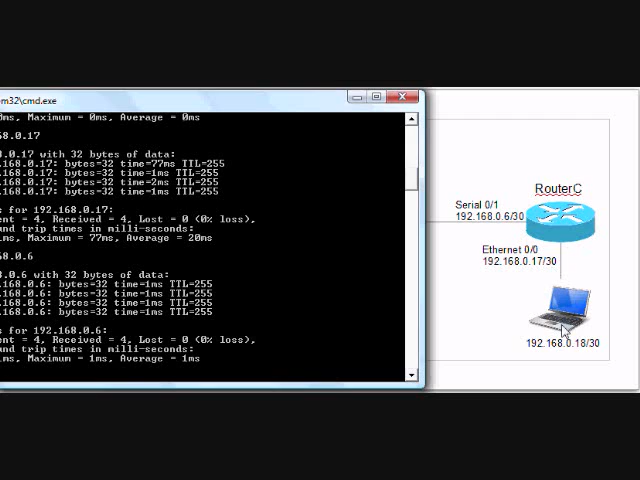 em32\cmd.exe
0ms, Maximum = 0ms, Average = 0ms
68.0.17
8.0.17 with 32 bytes of data:
168.0.17: bytes=32 time=77ms TTL=255
168.0.17: bytes=32 time=1ms TTL=255
168.0.17: bytes=32 time=2ms TTL=255
168.0.17: bytes=32 time=1ms TTL=255
s for 192.168.0.17:
ent = 4, Received = 4, Lost = 0 (0% loss),
and trip times in milli-seconds:
1ms, Maximum = 77ms, Average = 20ms
68.0.6
8.0.6 with 32 bytes of data:
168.0.6: bytes=32 time=1ms TTL=255
168.0.6: bytes=32 time=1ms TTL=255
168.0.6: bytes=32 time=1ms TTL=255
168.0.6: bytes=32 time=1ms TTL=255
s for 192.168.0.6:
ent = 4, Received = 4, Lost = 0 (0% loss),
and trip times in milli-seconds:
1ms, Maximum = 1ms, Average = 1ms
RouterC
Serial 0/1
192.168.0.6/30
Ethernet 0/0
192.168.0.17/30
192.168.0.18/30